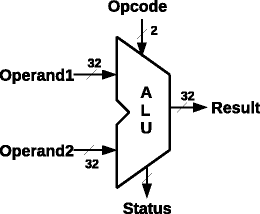 Opcode
2
32
Operand1
A
L
U
32
Result
Operand2
32
Status